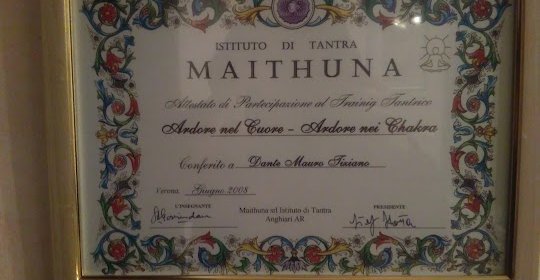 ISTITUTO DI TANTRA
MAITHUNA
Attestato di Partecipazione al Trainig Tantrico
Ardore nel Cuore - Ardore nei Chakra
Conferito a Dante Mauro Tiziano
Verona, Giugno 2008
L'INSEGNANTE
PRESIDENTE
Maithuna srl Istituto di Tantra
Anghiari AR